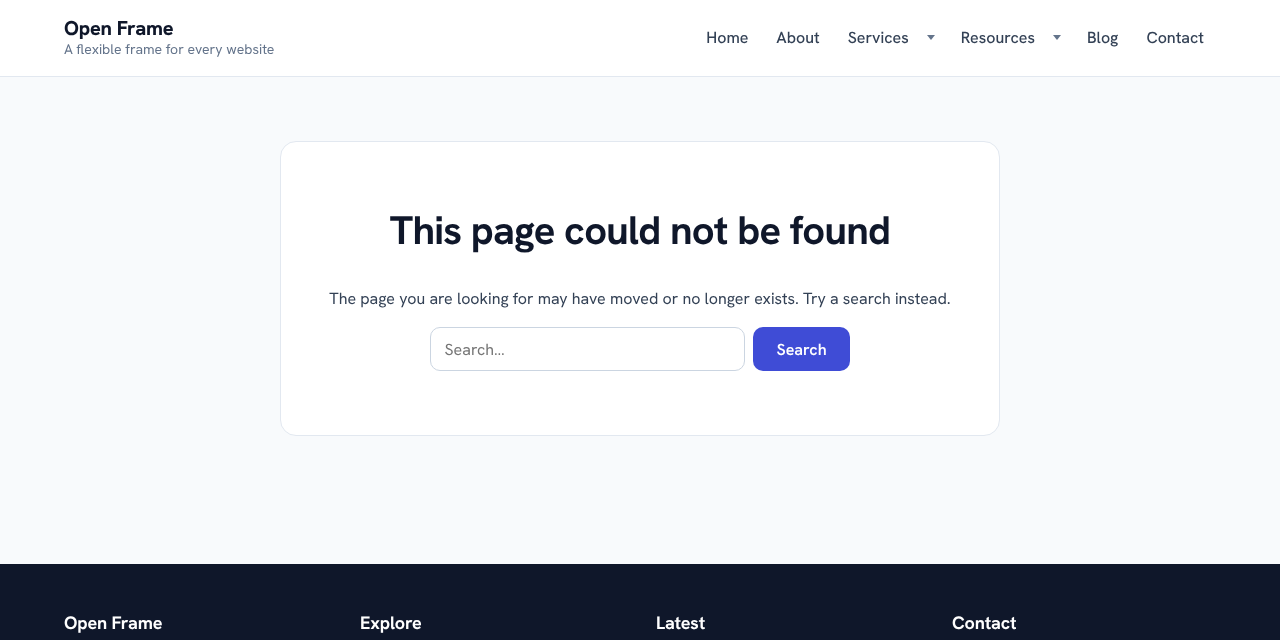 Open Frame
A flexible frame for every website
Home About Services Resources Blog Contact
This page could not be found
The page you are looking for may have moved or no longer exists. Try a search instead.
Search... Search
Open Frame Explore Latest Contact